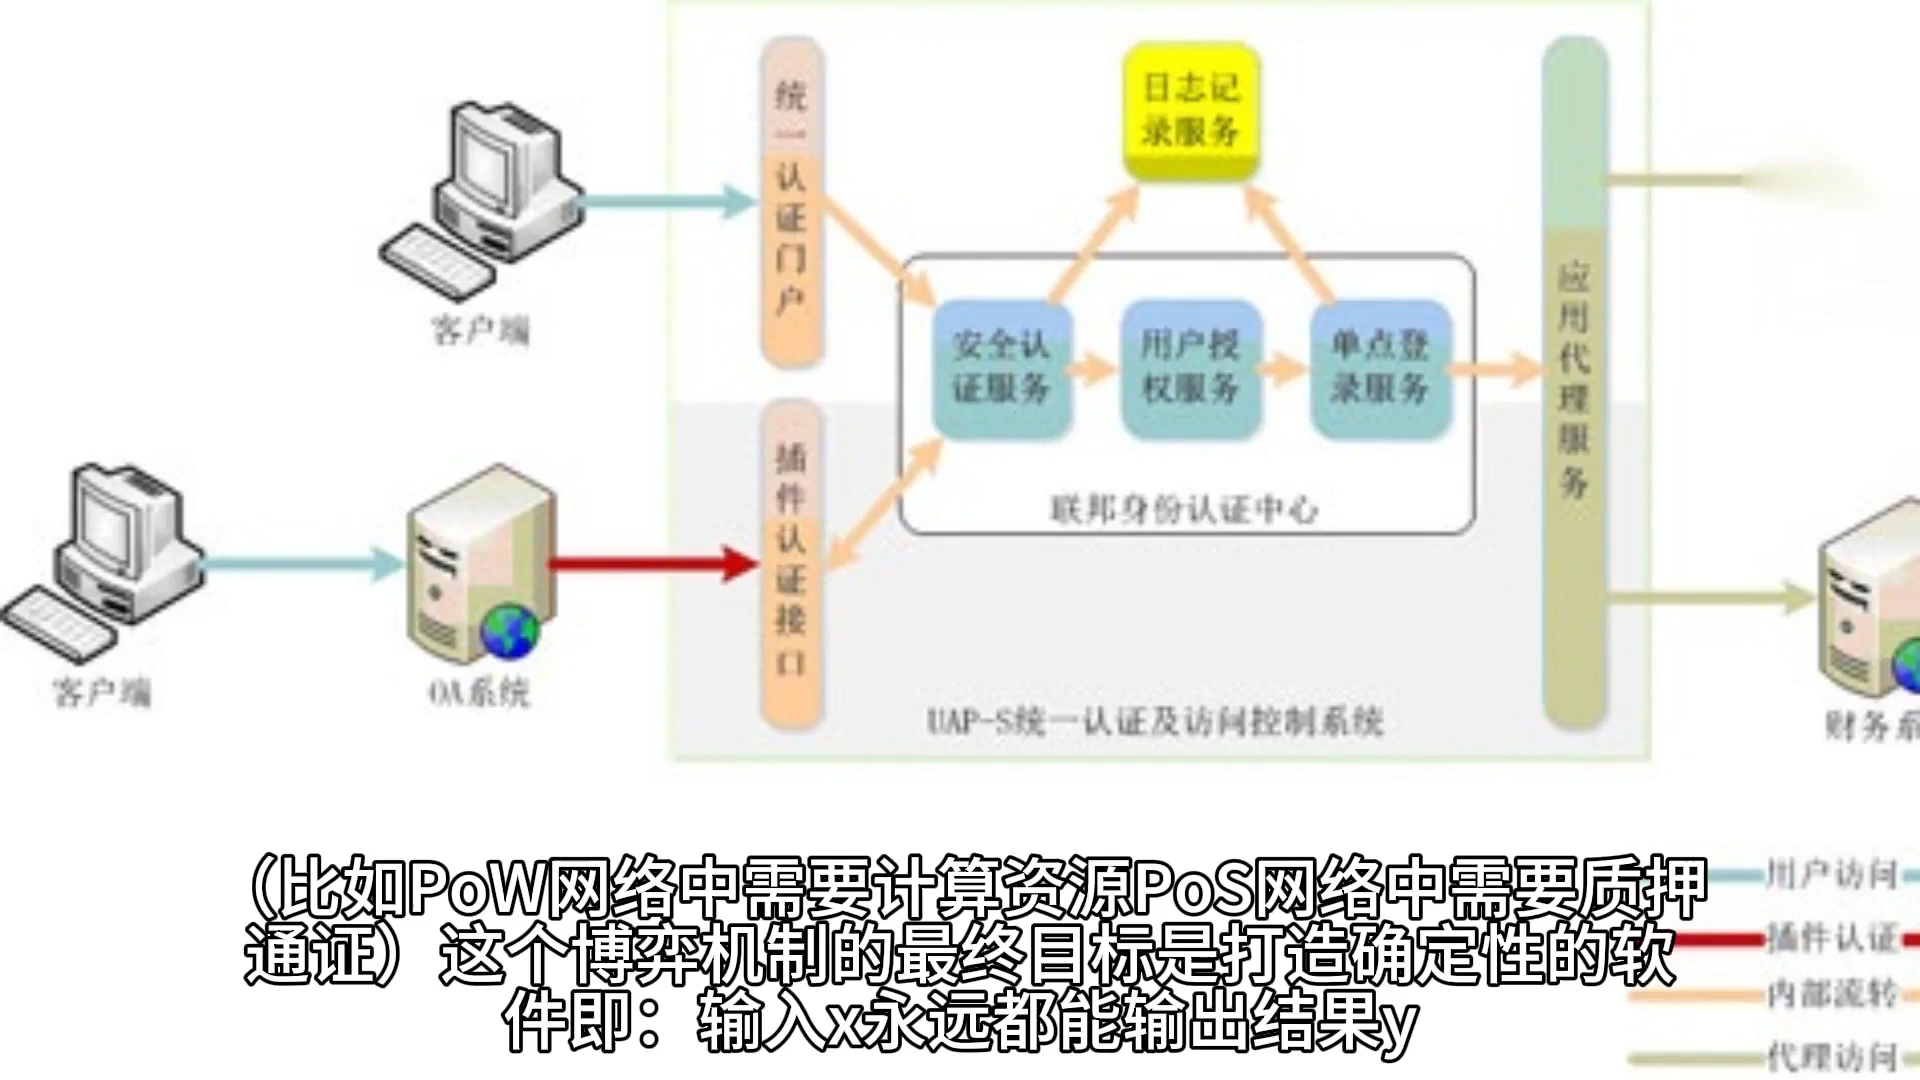 统一认证门户
日志记
录服务
客户端
安全认
证服务
用户授
权服务
单点登
录服务
应用代理服务
联邦身份认证中心
插件认证接口
客户端
OA系统
UAP-S统一认证及访问控制系统
财务系
(比如PoW网络中需要计算资源PoS网络中需要质押
通证)这个博弈机制的最终目标是打造确定性的软
件即：输入x永远都能输出结果y
用户访问
插件认证
内部流转
代理访问